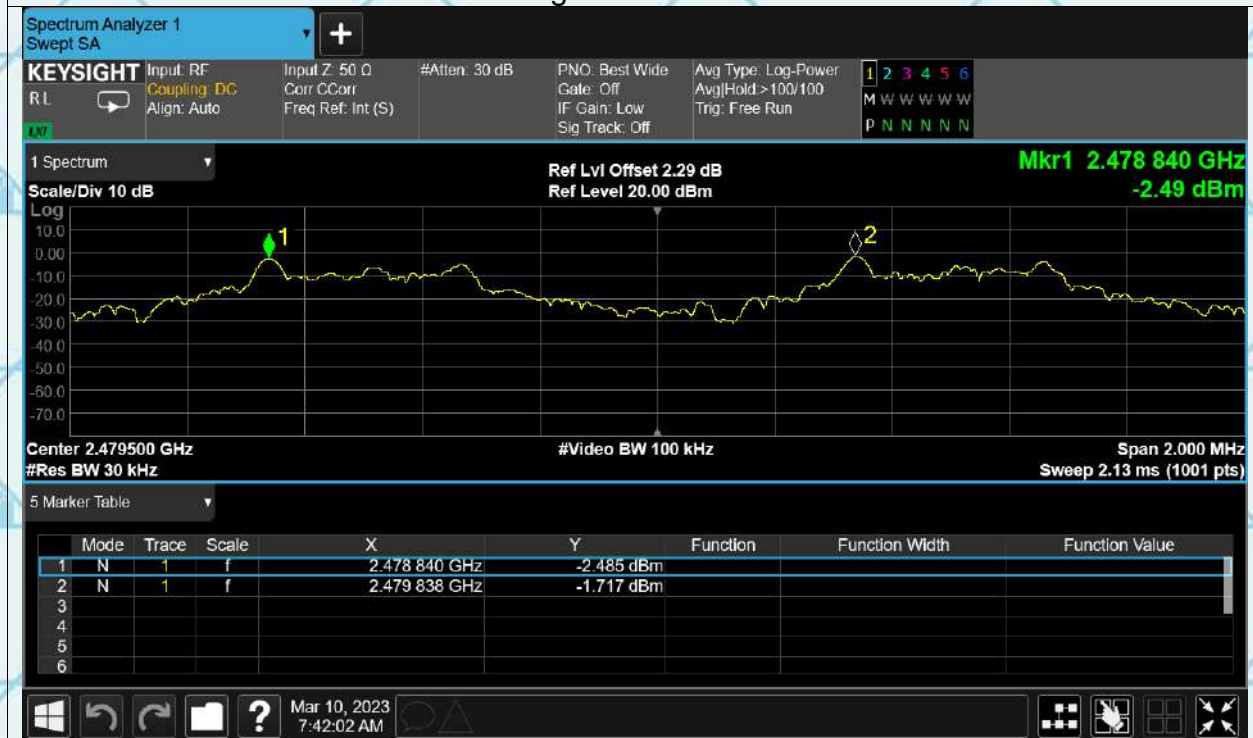 Spectrum Analyzer 1
Swept SA
+
KEYSIGHT Input: RF Input Z: 50 Ω #Atten: 30 dB PNO: Best Wide Avg Type: Log-Power 1 2 3 4 5 6
RL Coupling: DC Corr CCorr Gate: Off Avg|Hold:>100/100 M W W W W W
Align: Auto Freq Ref: Int (S) IF Gain: Low Trig: Free Run
LXI Sig Track: Off P N N N N N
1 Spectrum Ref Lvl Offset 2.29 dB Mkr1 2.478 840 GHz
Scale/Div 10 dB Ref Level 20.00 dBm -2.49 dBm
Log
10.0
0.00
-10.0
-20.0
-30.0
-40.0
-50.0
-60.0
-70.0
1
2
Center 2.479500 GHz #Video BW 100 kHz Span 2.000 MHz
#Res BW 30 kHz Sweep 2.13 ms (1001 pts)
5 Marker Table
Mode Trace Scale X Y Function Function Width Function Value
1 N 1 f 2.478 840 GHz -2.485 dBm
2 N 1 f 2.479 838 GHz -1.717 dBm
3
4
5
6
? Mar 10, 2023
7:42:02 AM